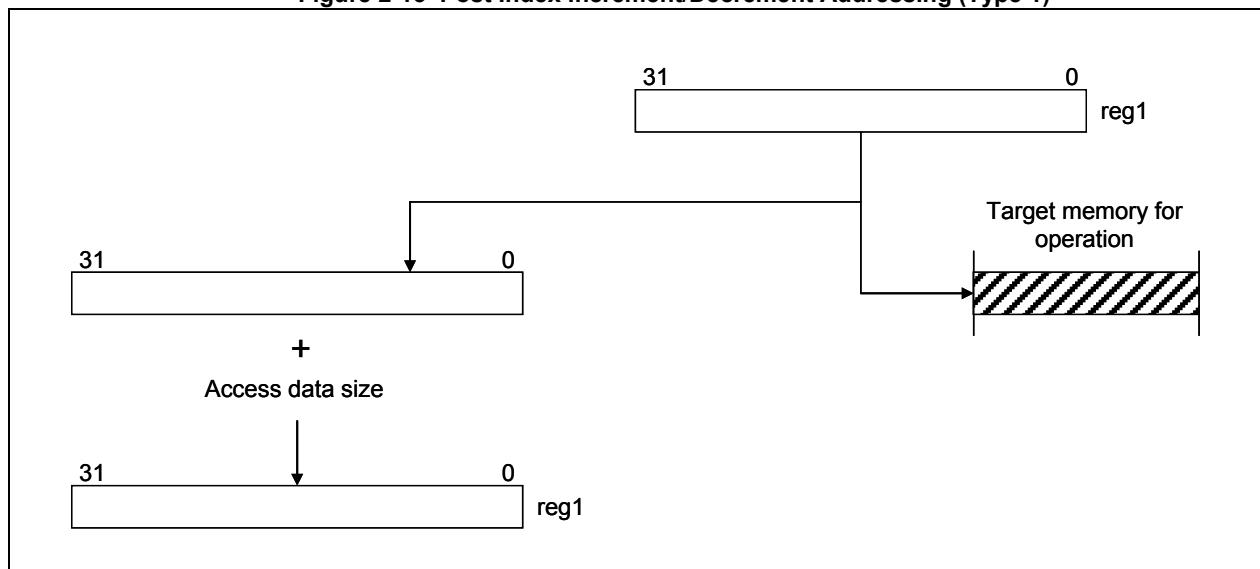 31 0
reg1
Target memory for
operation
31 0
+
Access data size
31 0
reg1